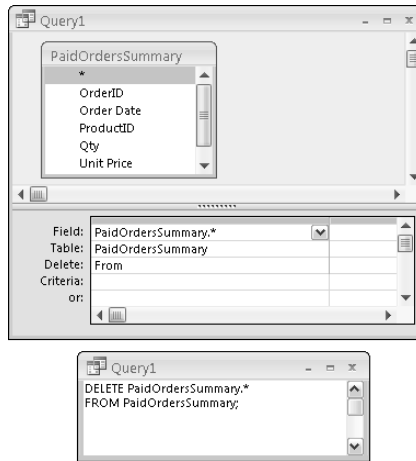 Query1
PaidOrdersSummary
*
OrderID
Order Date
ProductID
Qty
Unit Price
Field: PaidOrdersSummary.*
Table: PaidOrdersSummary
Delete: From
Criteria:
or:
Query1
DELETE PaidOrdersSummary.*
FROM PaidOrdersSummary;